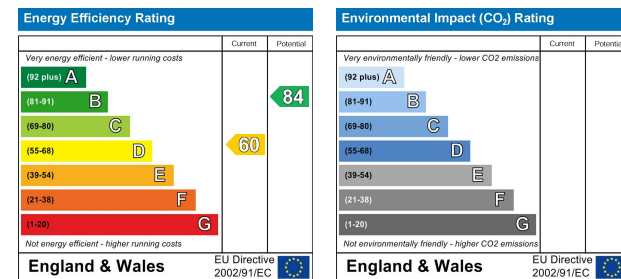 Energy Efficiency Rating
Current Potential
Very energy efficient - lower running costs
(92 plus) A
(81-91) B
84
(69-80) C
(55-68) D
60
(39-54) E
(21-38) F
(1-20) G
Not energy efficient - higher running costs
England & Wales
EU Directive
2002/91/EC
Environmental Impact (CO₂) Rating
Current Potential
Very environmentally friendly - lower CO2 emissions
(92 plus) A
(81-91) B
(69-80) C
(55-68) D
(39-54) E
(21-38) F
(1-20) G
Not environmentally friendly - higher CO2 emissions
England & Wales
EU Directive
2002/91/EC